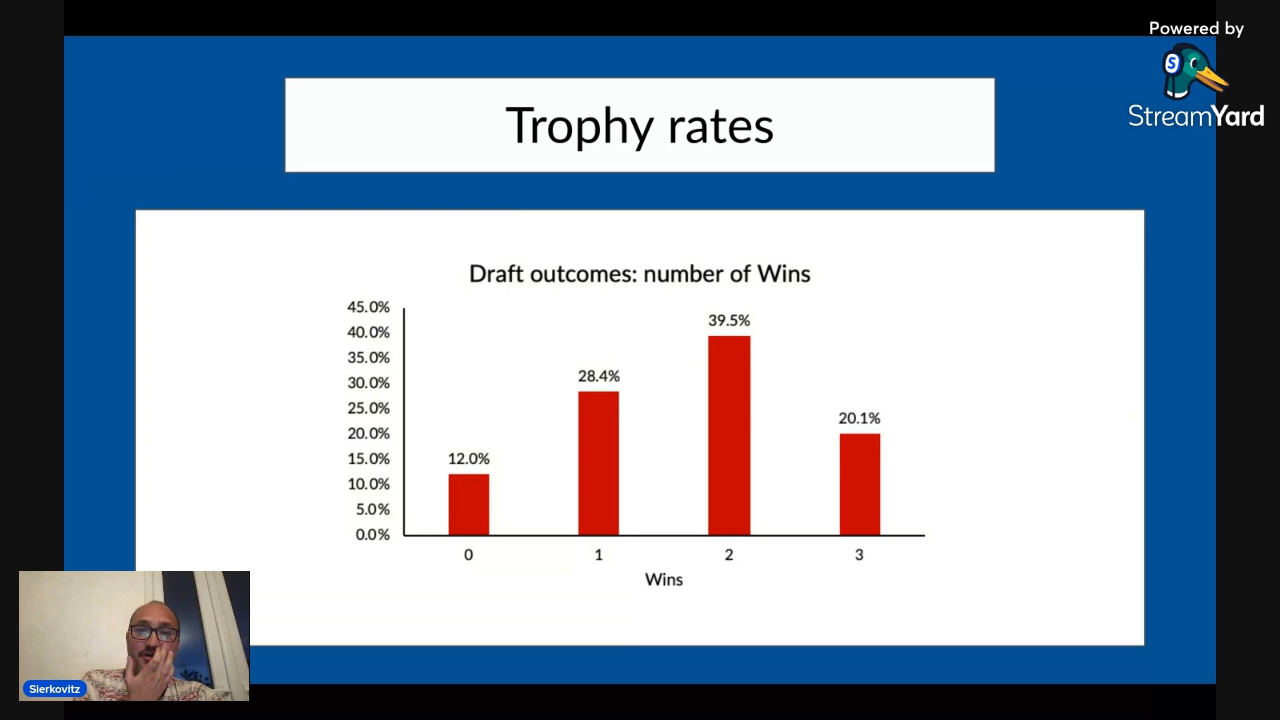 Powered by
S
StreamYard
Trophy rates
Draft outcomes: number of Wins
45.0%
40.0%
35.0%
30.0%
25.0%
20.0%
15.0%
10.0%
5.0%
0.0%
12.0%
28.4%
39.5%
20.1%
0 1 2 3
Wins
Sierkovitz